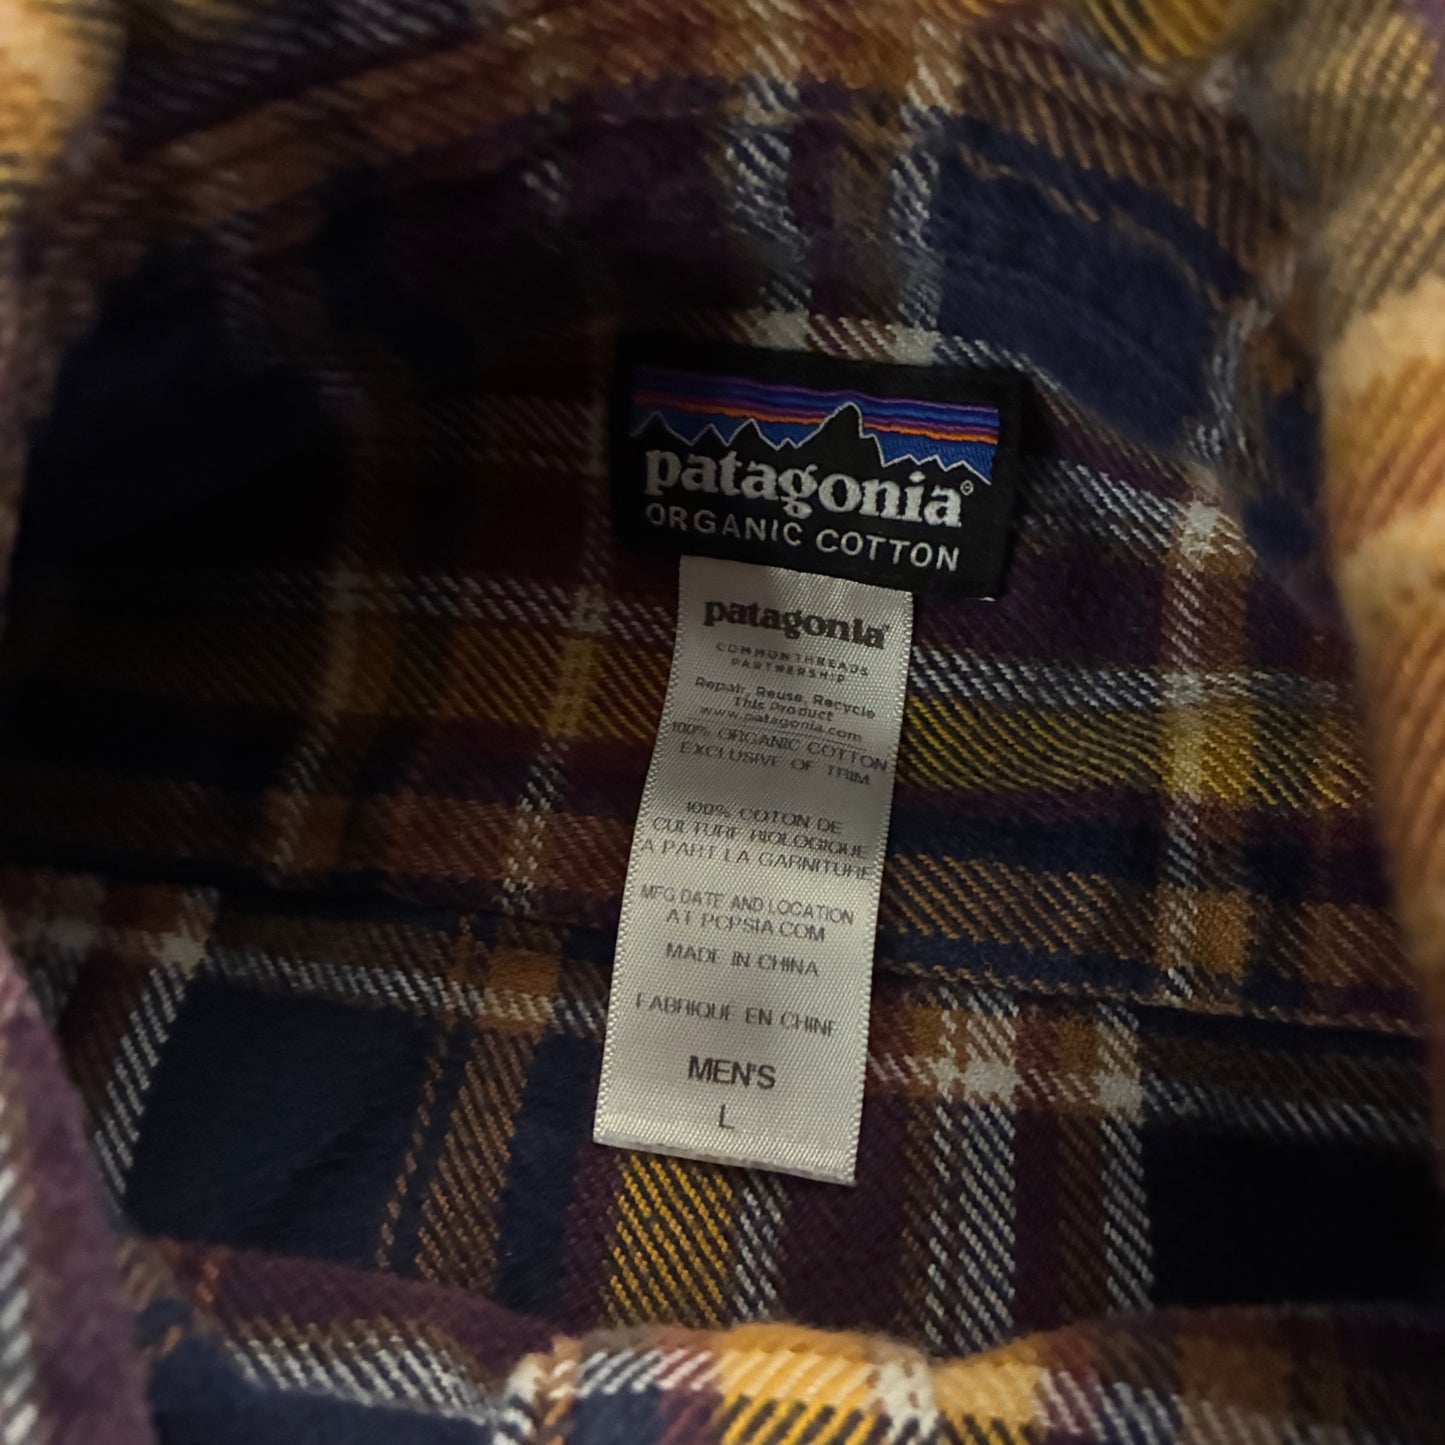 patagonia®
ORGANIC COTTON
patagonia®
COMMON THREADS
PARTNERSHIP
Repair, Reuse, Recycle
This Product
www.patagonia.com
100% ORGANIC COTTON
EXCLUSIVE OF TRIM
100% COTON DE
CULTURE BIOLOGIQUE
A PART LA GARNITURE
MFG DATE AND LOCATION
AT PCPSIA.COM
MADE IN CHINA
FABRIQUE EN CHINE
MEN'S
L